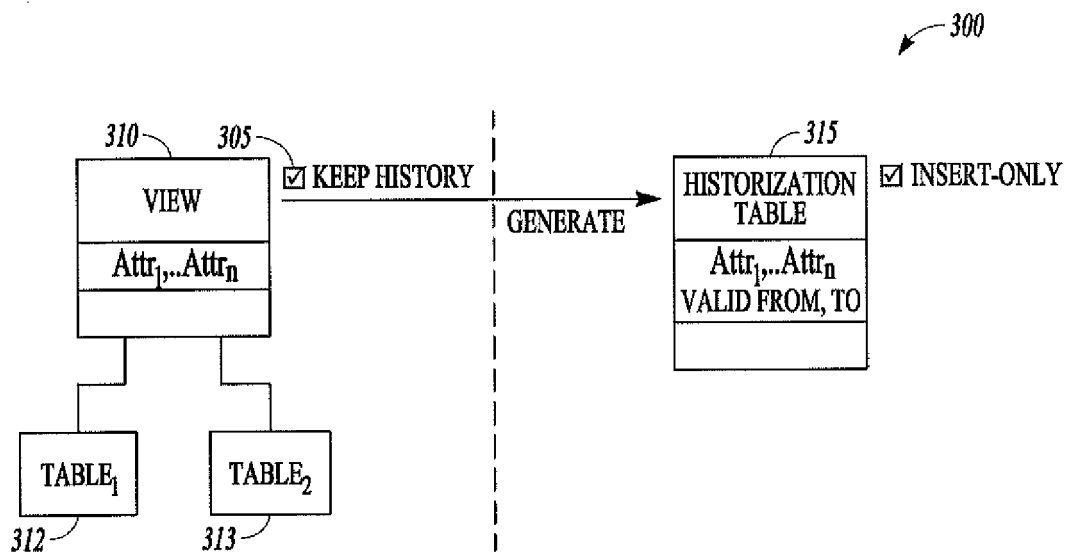 300
310
305
315
VIEW
☑ KEEP HISTORY
HISTORIZATION
TABLE
☑ INSERT-ONLY
GENERATE
Attr1,..Attrn
Attr1,..Attrn
VALID FROM, TO
TABLE1
TABLE2
312
313